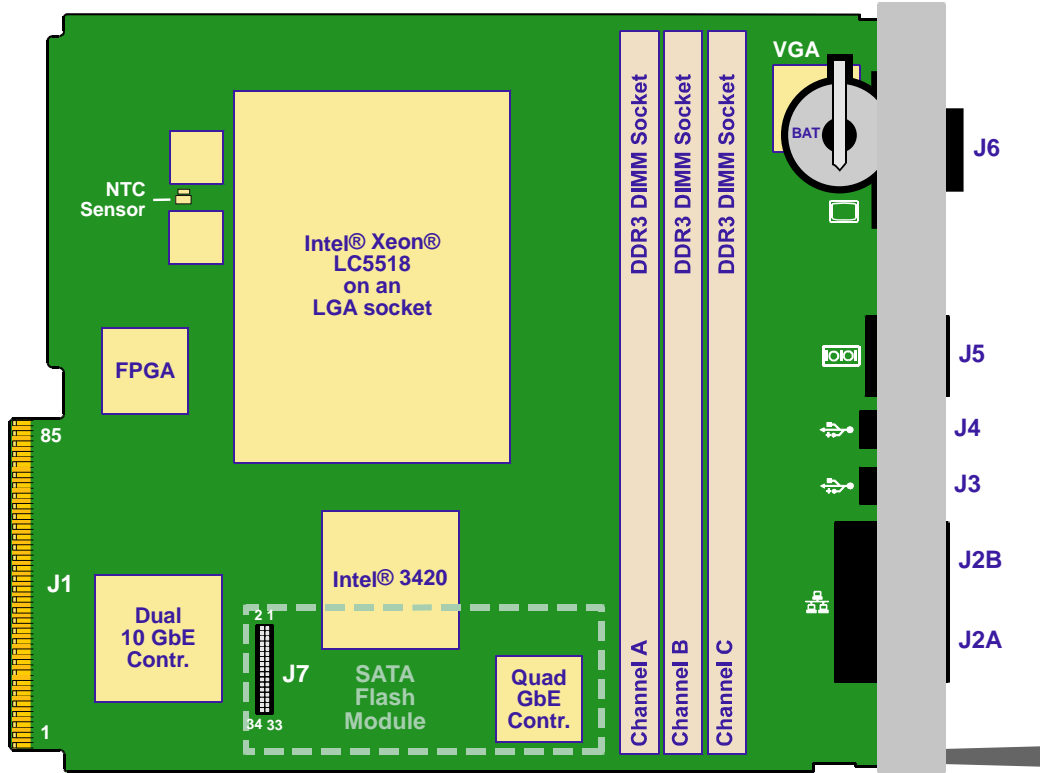 VGA
BAT
J6
NTC
Sensor
Intel® Xeon®
LC5518
on an
LGA socket
DDR3 DIMM Socket
DDR3 DIMM Socket
DDR3 DIMM Socket
FPGA
J5
85
J4
J3
J1
Intel® 3420
J2B
Dual
10 GbE
Contr.
2 1
J7
34 33
SATA
Flash
Module
Quad
GbE
Contr.
Channel A
Channel B
Channel C
J2A
1